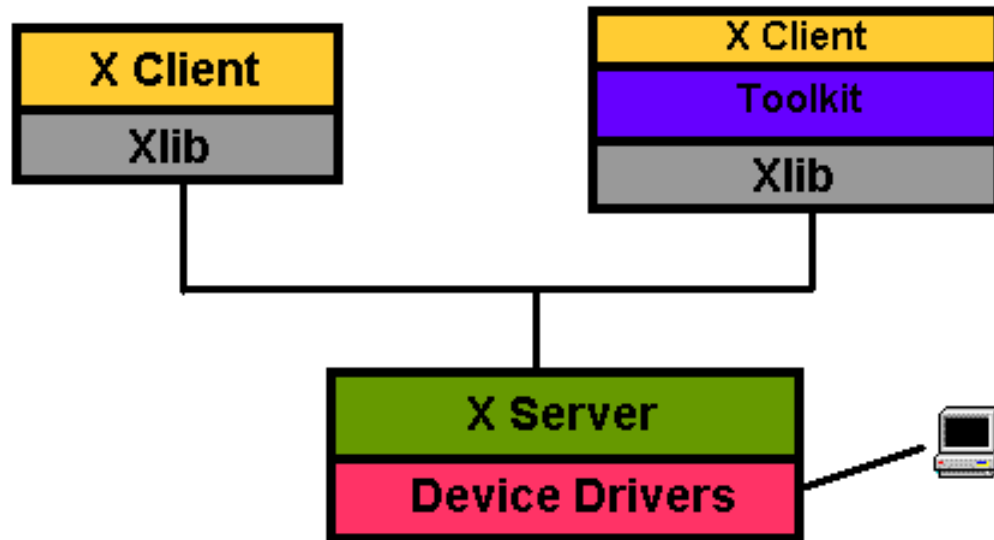 X Client
Xlib
X Client
Toolkit
Xlib
X Server
Device Drivers